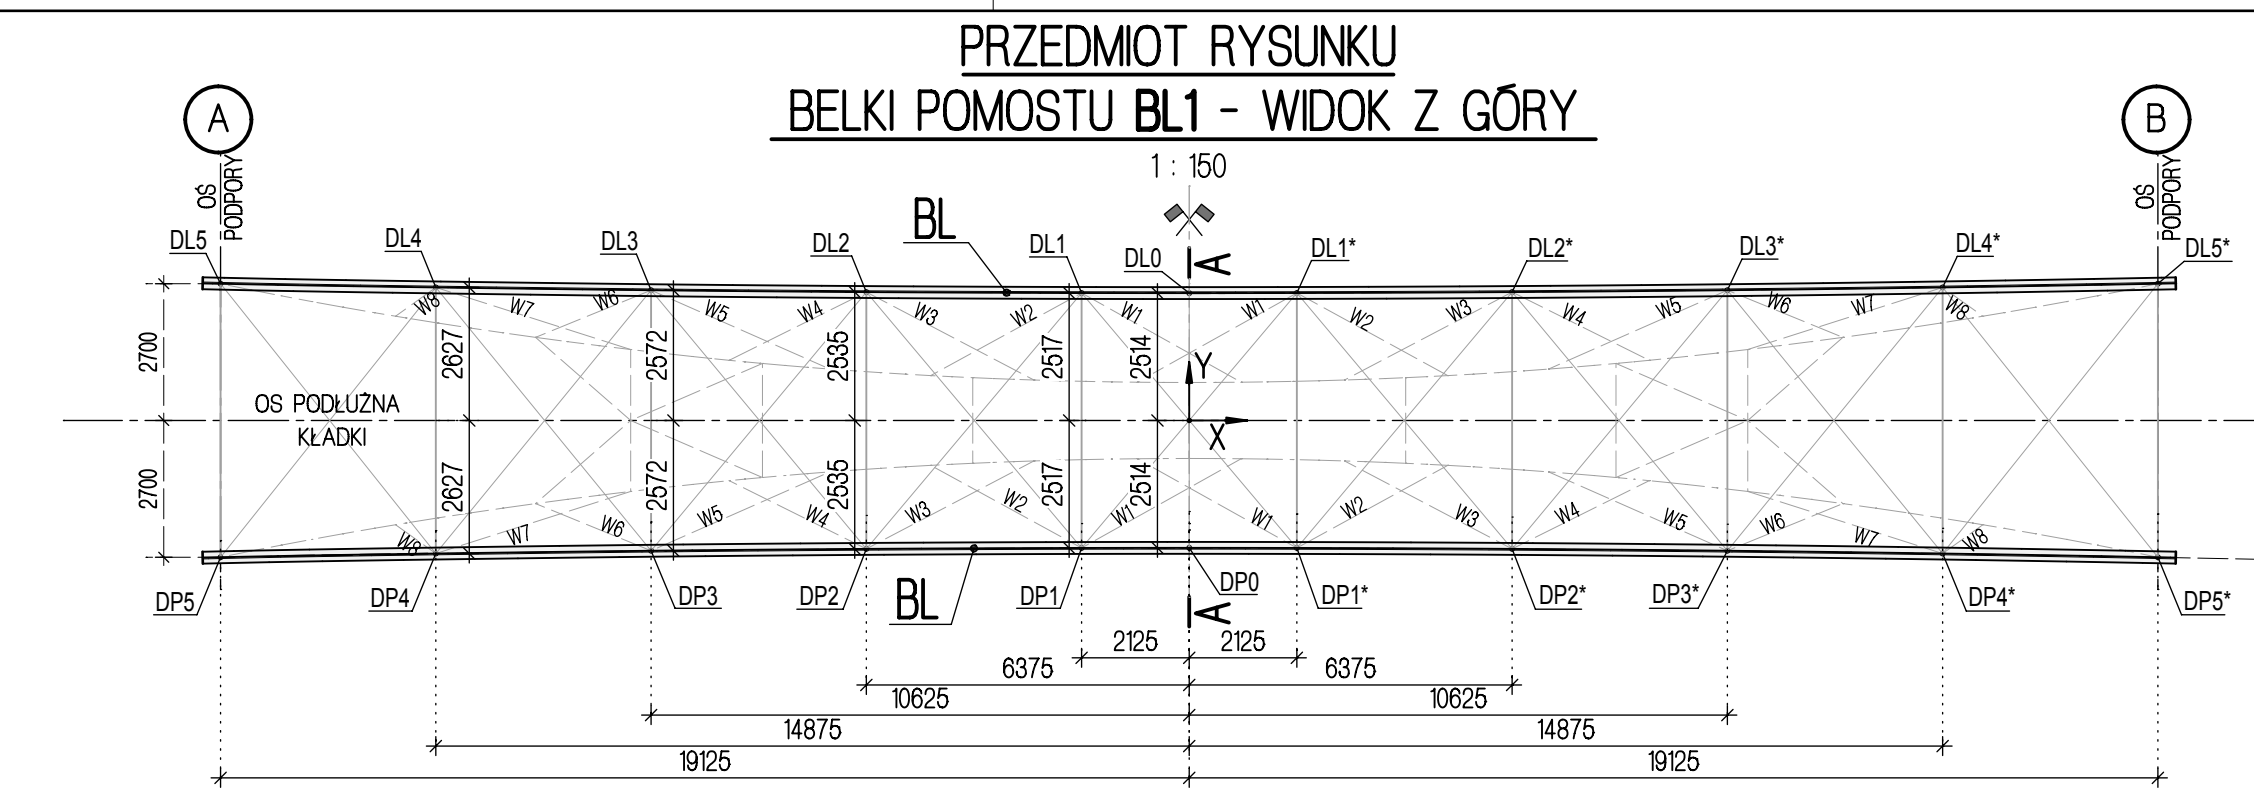 PRZEDMIOT RYSUNKU
BELKI POMOSTU BL1 - WIDOK Z GÓRY
1 : 150
A
B
OŚ
PODPORY
OŚ
PODPORY
BL
DL5
DL4
DL3
DL2
DL1
DL0
DL1*
DL2*
DL3*
DL4*
DL5*
A
W8
W7
W6
W5
W4
W3
W2
W1
W1
W2
W3
W4
W5
W6
W7
W8
2700
2627
2572
2535
2517
2514
Y
X
OS PODŁUŻNA
KŁADKI
2700
2627
2572
2535
2517
2514
W8
W7
W6
W5
W4
W3
W2
W1
W1
W2
W3
W4
W5
W6
W7
W8
DP5
DP4
DP3
DP2
BL
DP1
DP0
DP1*
DP2*
DP3*
DP4*
DP5*
A
2125
2125
6375
6375
10625
10625
14875
14875
19125
19125